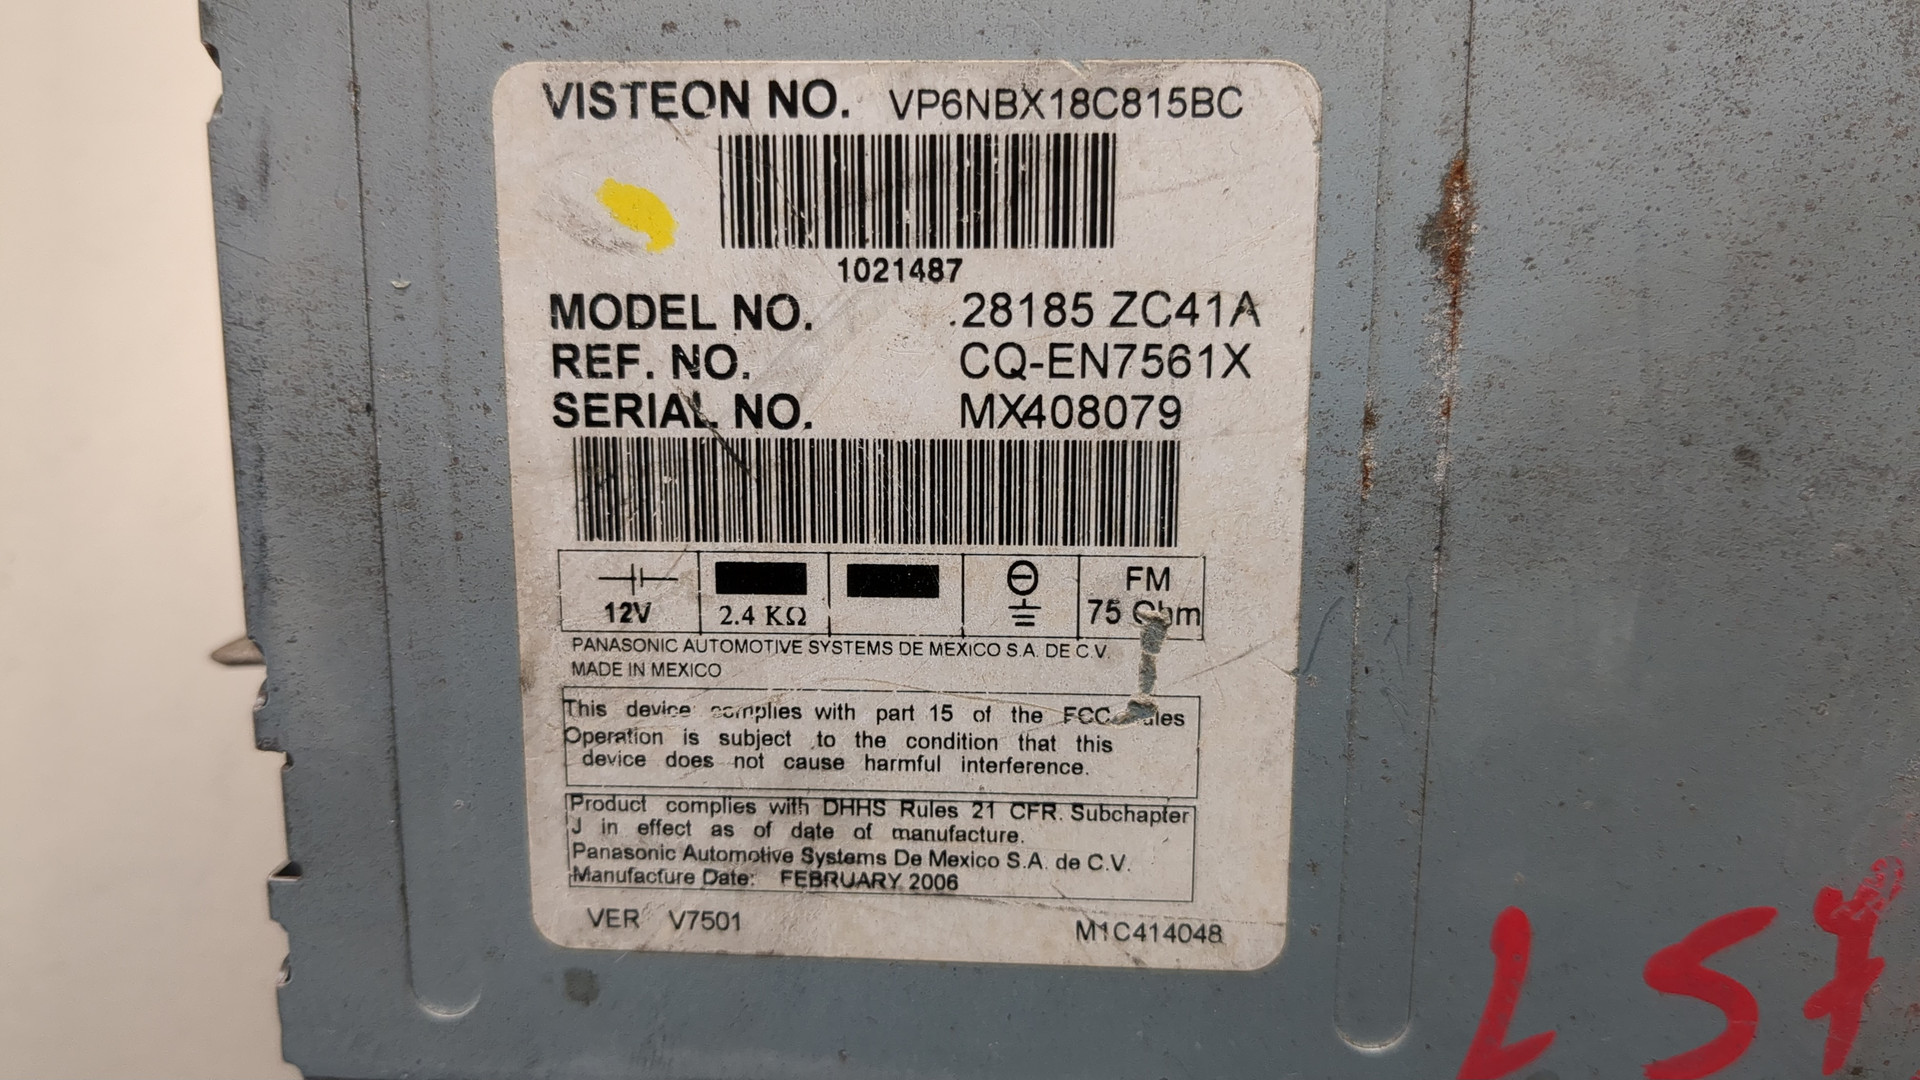 VISTEON NO. VP6NBX18C815BC
1021487
MODEL NO. .28185 ZC41A
REF. NO. CQ-EN7561X
SERIAL NO. MX408079
12V
2.4 KΩ
FM
75 Ohm
PANASONIC AUTOMOTIVE SYSTEMS DE MEXICO S.A. DE C.V.
MADE IN MEXICO
This device complies with part 15 of the FCC rules
Operation is subject to the condition that this
device does not cause harmful interference.
Product complies with DHHS Rules 21 CFR. Subchapter
J in effect as of date of manufacture.
Panasonic Automotive Systems De Mexico S.A. de C.V.
Manufacture Date: FEBRUARY 2006
VER V7501 M1C414048